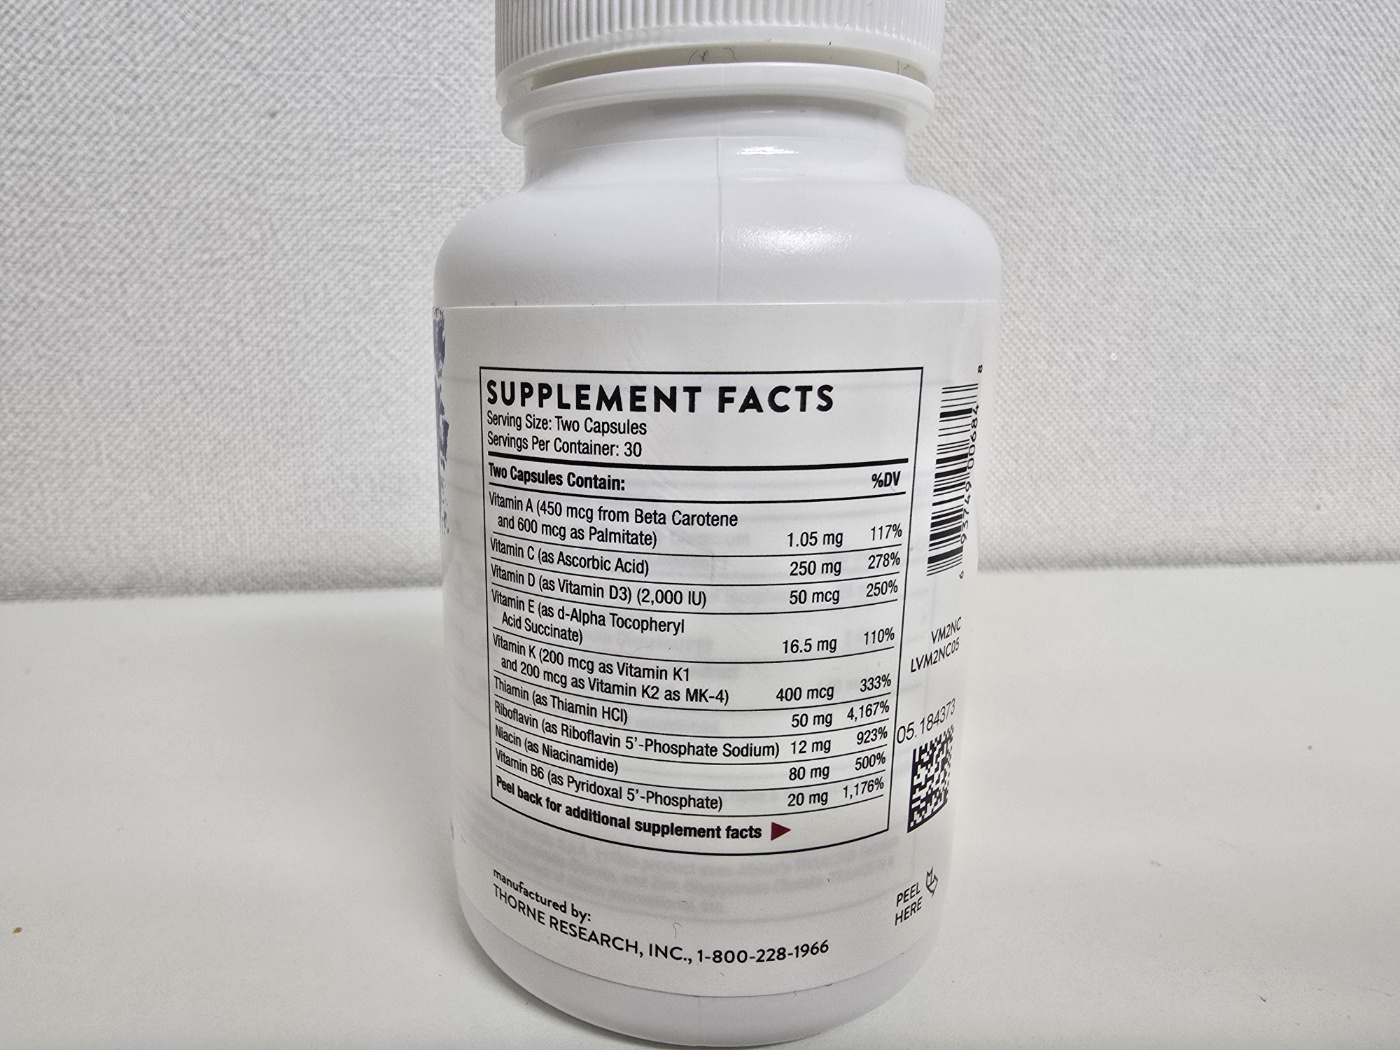 SUPPLEMENT FACTS
Serving Size: Two Capsules
Servings Per Container: 30
Two Capsules Contain: %DV
Vitamin A (450 mcg from Beta Carotene
and 600 mcg as Palmitate) 1.05 mg 117%
Vitamin C (as Ascorbic Acid) 250 mg 278%
Vitamin D (as Vitamin D3) (2,000 IU) 50 mcg 250%
Vitamin E (as d-Alpha Tocopheryl
Acid Succinate) 16.5 mg 110%
Vitamin K (200 mcg as Vitamin K1
and 200 mcg as Vitamin K2 as MK-4) 400 mcg 333%
Thiamin (as Thiamin HCl) 50 mg 4,167%
Riboflavin (as Riboflavin 5'-Phosphate Sodium) 12 mg 923%
Niacin (as Niacinamide) 80 mg 500%
Vitamin B6 (as Pyridoxal 5'-Phosphate) 20 mg 1,176%
Peel back for additional supplement facts
manufactured by:
THORNE RESEARCH, INC., 1-800-228-1966
8
93749 00684
VM2NC
LVM2NC05
05.184373
PEEL
HERE